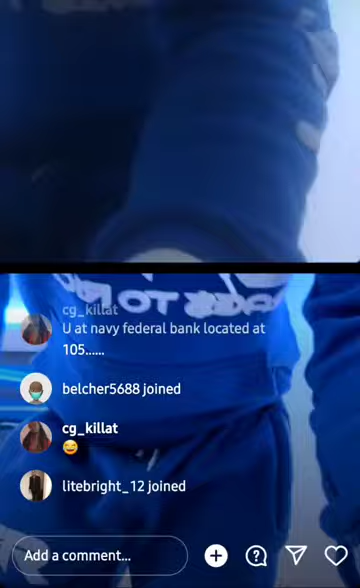 cg_killat
U at navy federal bank located at
105......
belcher5688 joined
cg_killat
😅
litebright_12 joined
Add a comment...